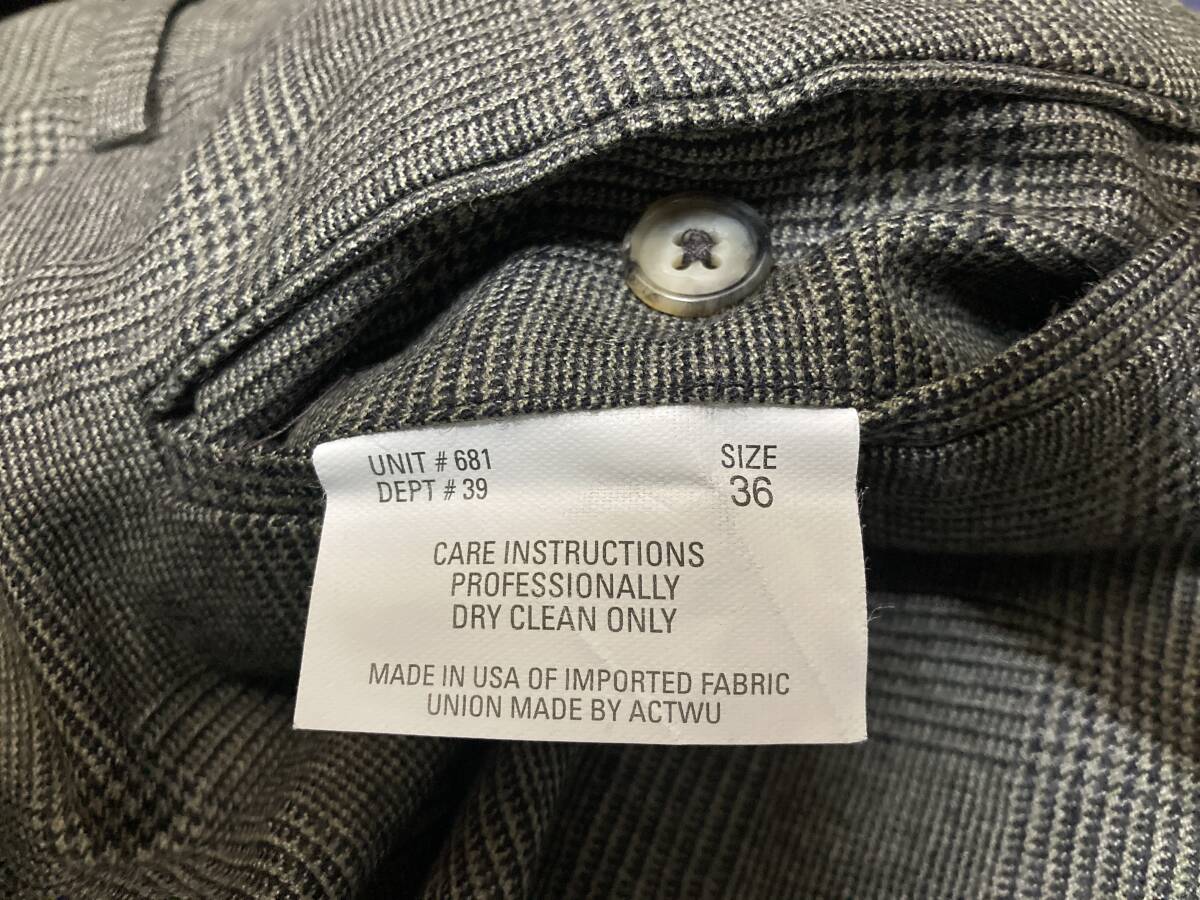 UNIT # 681
DEPT # 39
SIZE
36
CARE INSTRUCTIONS
PROFESSIONALLY
DRY CLEAN ONLY
MADE IN USA OF IMPORTED FABRIC
UNION MADE BY ACTWU